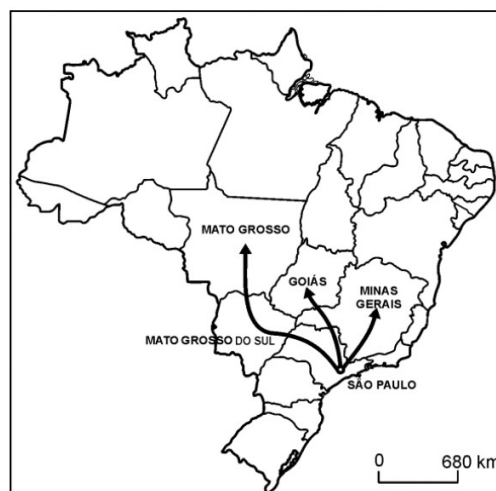 MATO GROSSO
GOIÁS
MINAS
GERAIS
MATO GROSSO DO SUL
SÃO PAULO
0 680 km